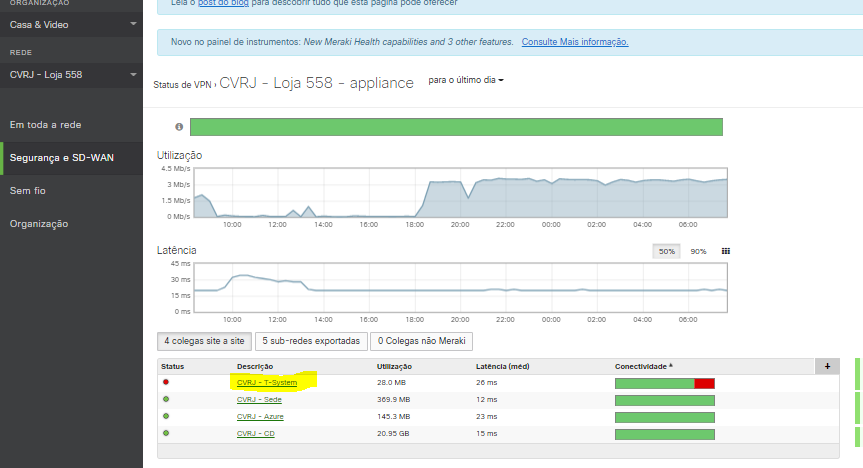 ORGANIZAÇÃO
Casa & Video
REDE
CVRJ - Loja 558
Em toda a rede
Segurança e SD-WAN
Sem fio
Organização
Leia o post do blog para descobrir tudo que esta página pode oferecer
Novo no painel de instrumentos: New Meraki Health capabilities and 3 other features. Consulte Mais informação.
Status de VPN › CVRJ - Loja 558 - appliance para o último dia
Utilização
4.5 Mb/s
3 Mb/s
1.5 Mb/s
0 Mb/s
10:00 12:00 14:00 16:00 18:00 20:00 22:00 00:00 02:00 04:00 06:00
Latência 50% 90%
45 ms
30 ms
15 ms
0 ms
10:00 12:00 14:00 16:00 18:00 20:00 22:00 00:00 02:00 04:00 06:00
4 colegas site a site 5 sub-redes exportadas 0 Colegas não Meraki
Status Descrição Utilização Latência (méd) Conectividade +
CVRJ - T-System 28.0 MB 26 ms
CVRJ - Sede 369.9 MB 12 ms
CVRJ - Azure 145.3 MB 23 ms
CVRJ - CD 20.95 GB 15 ms